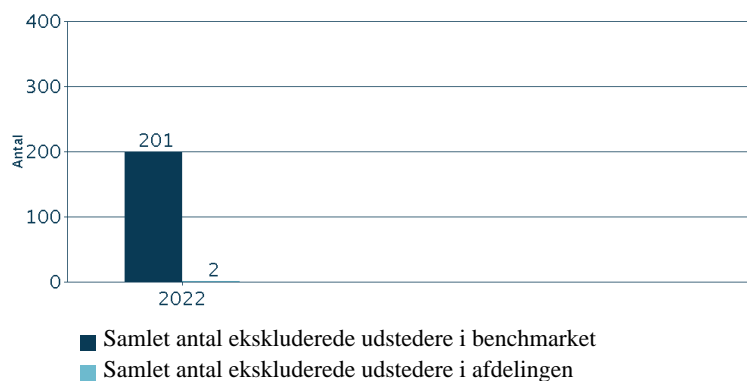 400
300
Antal
201
200
100
2
0
2022
Samlet antal ekskluderede udstedere i benchmarket
Samlet antal ekskluderede udstedere i afdelingen